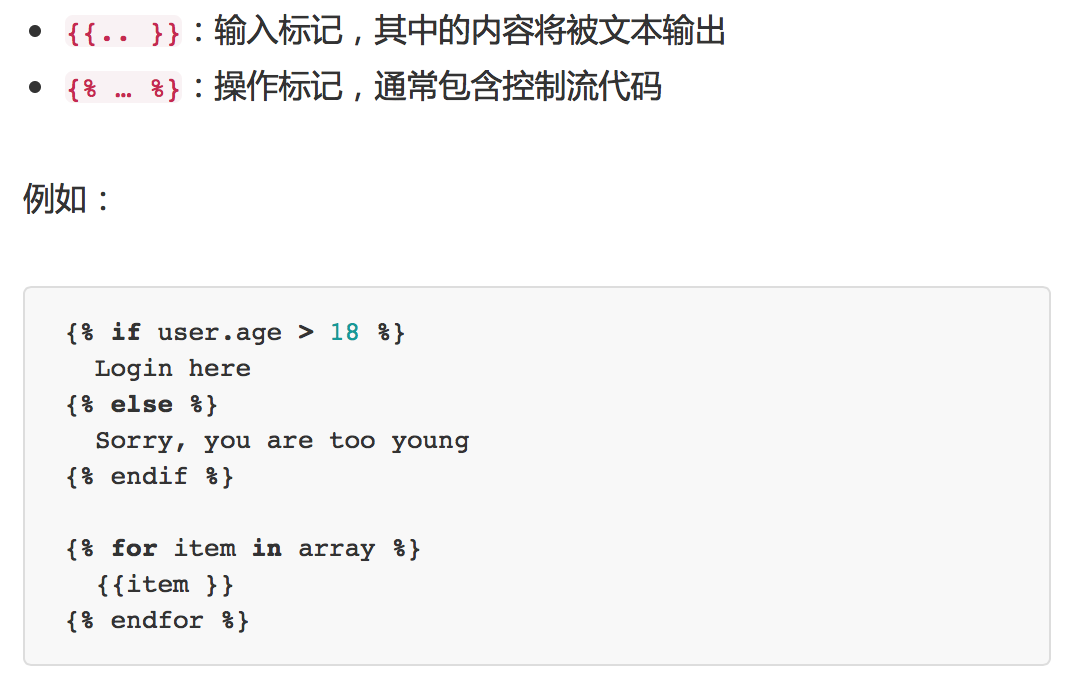 {{.. }}：输入标记，其中的内容将被文本输出
{% … %}：操作标记，通常包含控制流代码
例如：
{% if user.age > 18 %}
Login here
{% else %}
Sorry, you are too young
{% endif %}
{% for item in array %}
{{item }}
{% endfor %}